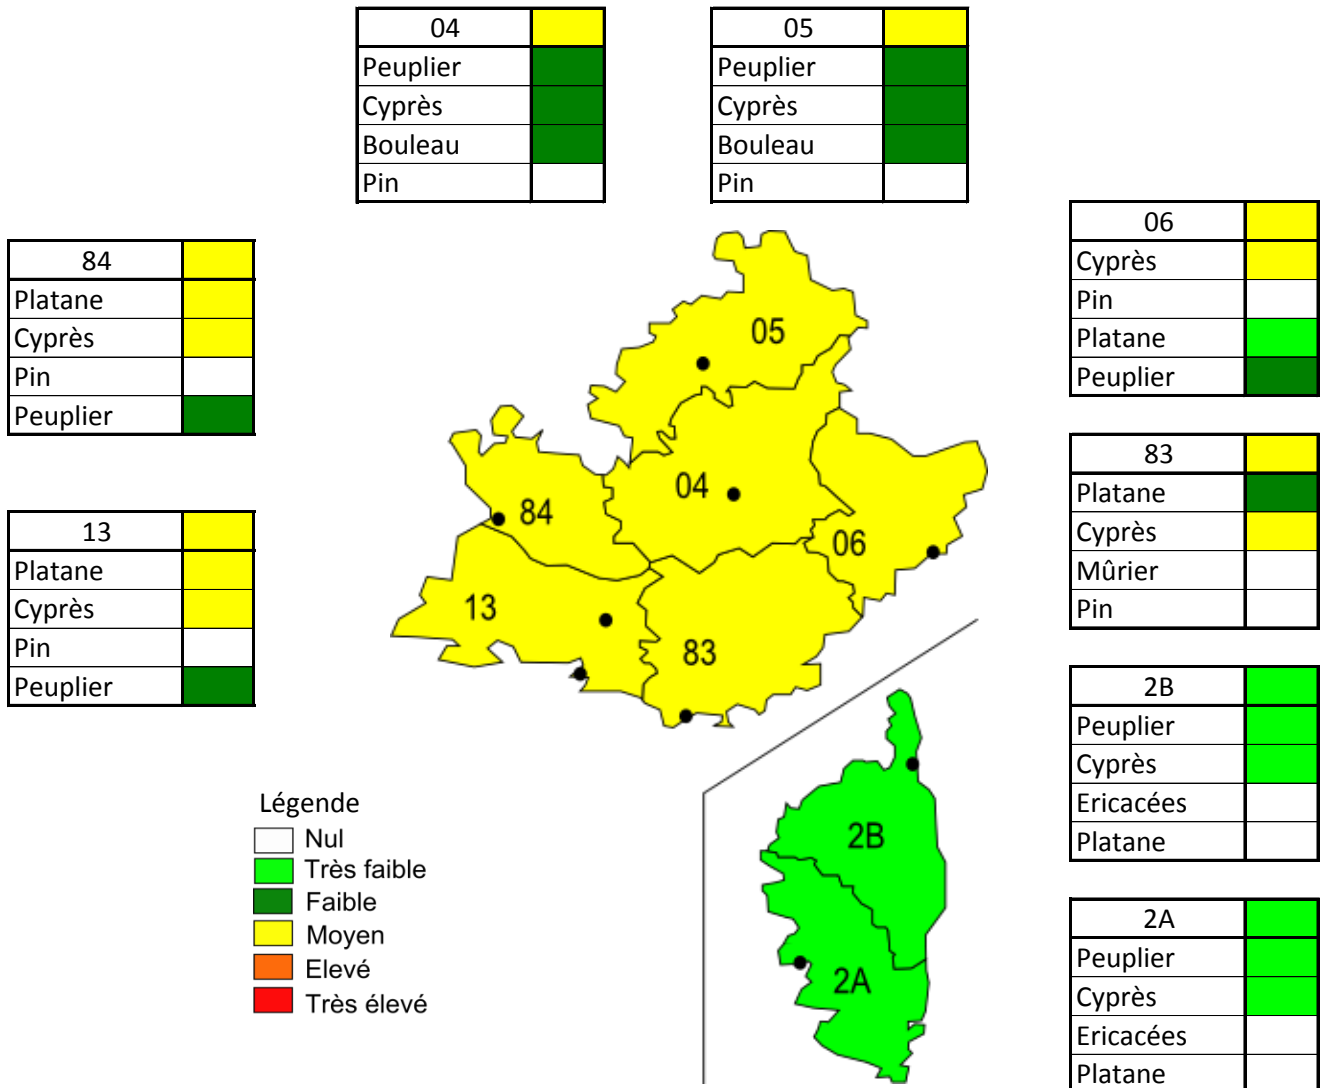 04
Peuplier
Cyprès
Bouleau
Pin
05
Peuplier
Cyprès
Bouleau
Pin
84
Platane
Cyprès
Pin
Peuplier
13
Platane
Cyprès
Pin
Peuplier
05
04
84
06
13
83
2B
2A
06
Cyprès
Pin
Platane
Peuplier
83
Platane
Cyprès
Mûrier
Pin
2B
Peuplier
Cyprès
Ericacées
Platane
2A
Peuplier
Cyprès
Ericacées
Platane
Légende
Nul
Très faible
Faible
Moyen
Elevé
Très élevé